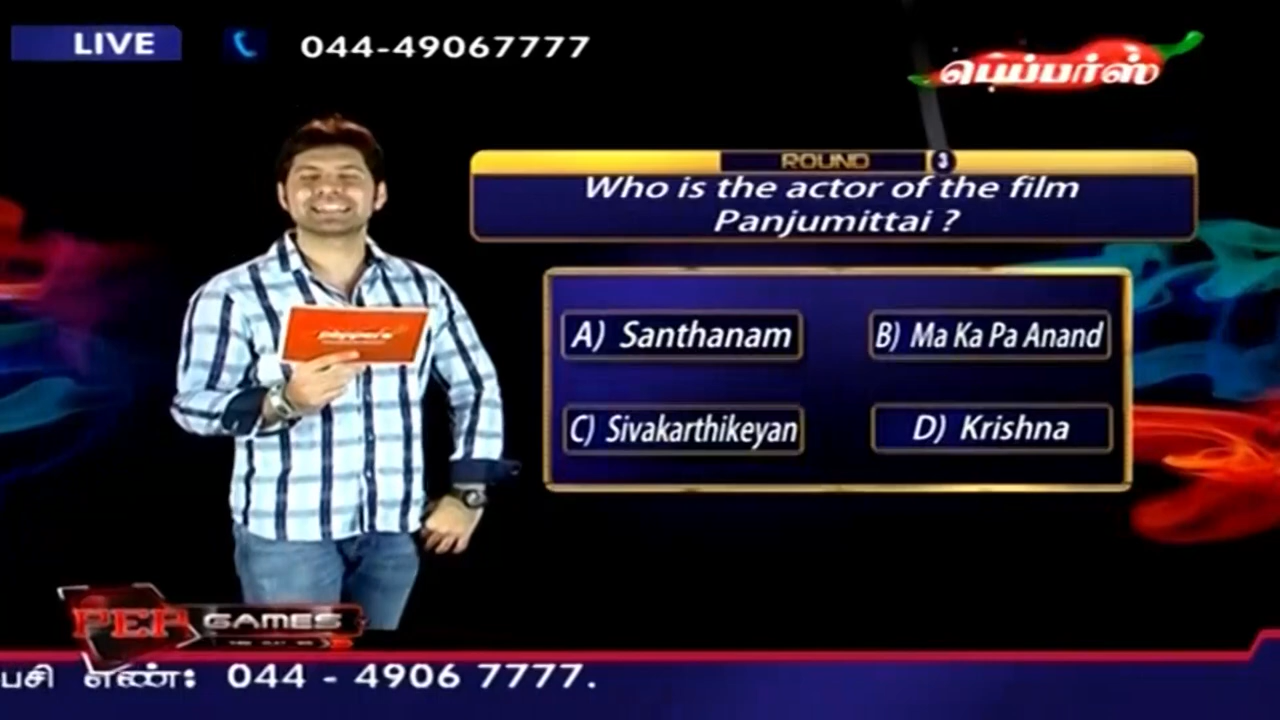 LIVE
044-49067777
பெப்பர்ஸ்
ROUND 3
Who is the actor of the film
Panjumittai ?
A) Santhanam
B) Ma Ka Pa Anand
C) Sivakarthikeyan
D) Krishna
peppers
PEP GAMES
பசி எண்: 044 - 4906 7777.